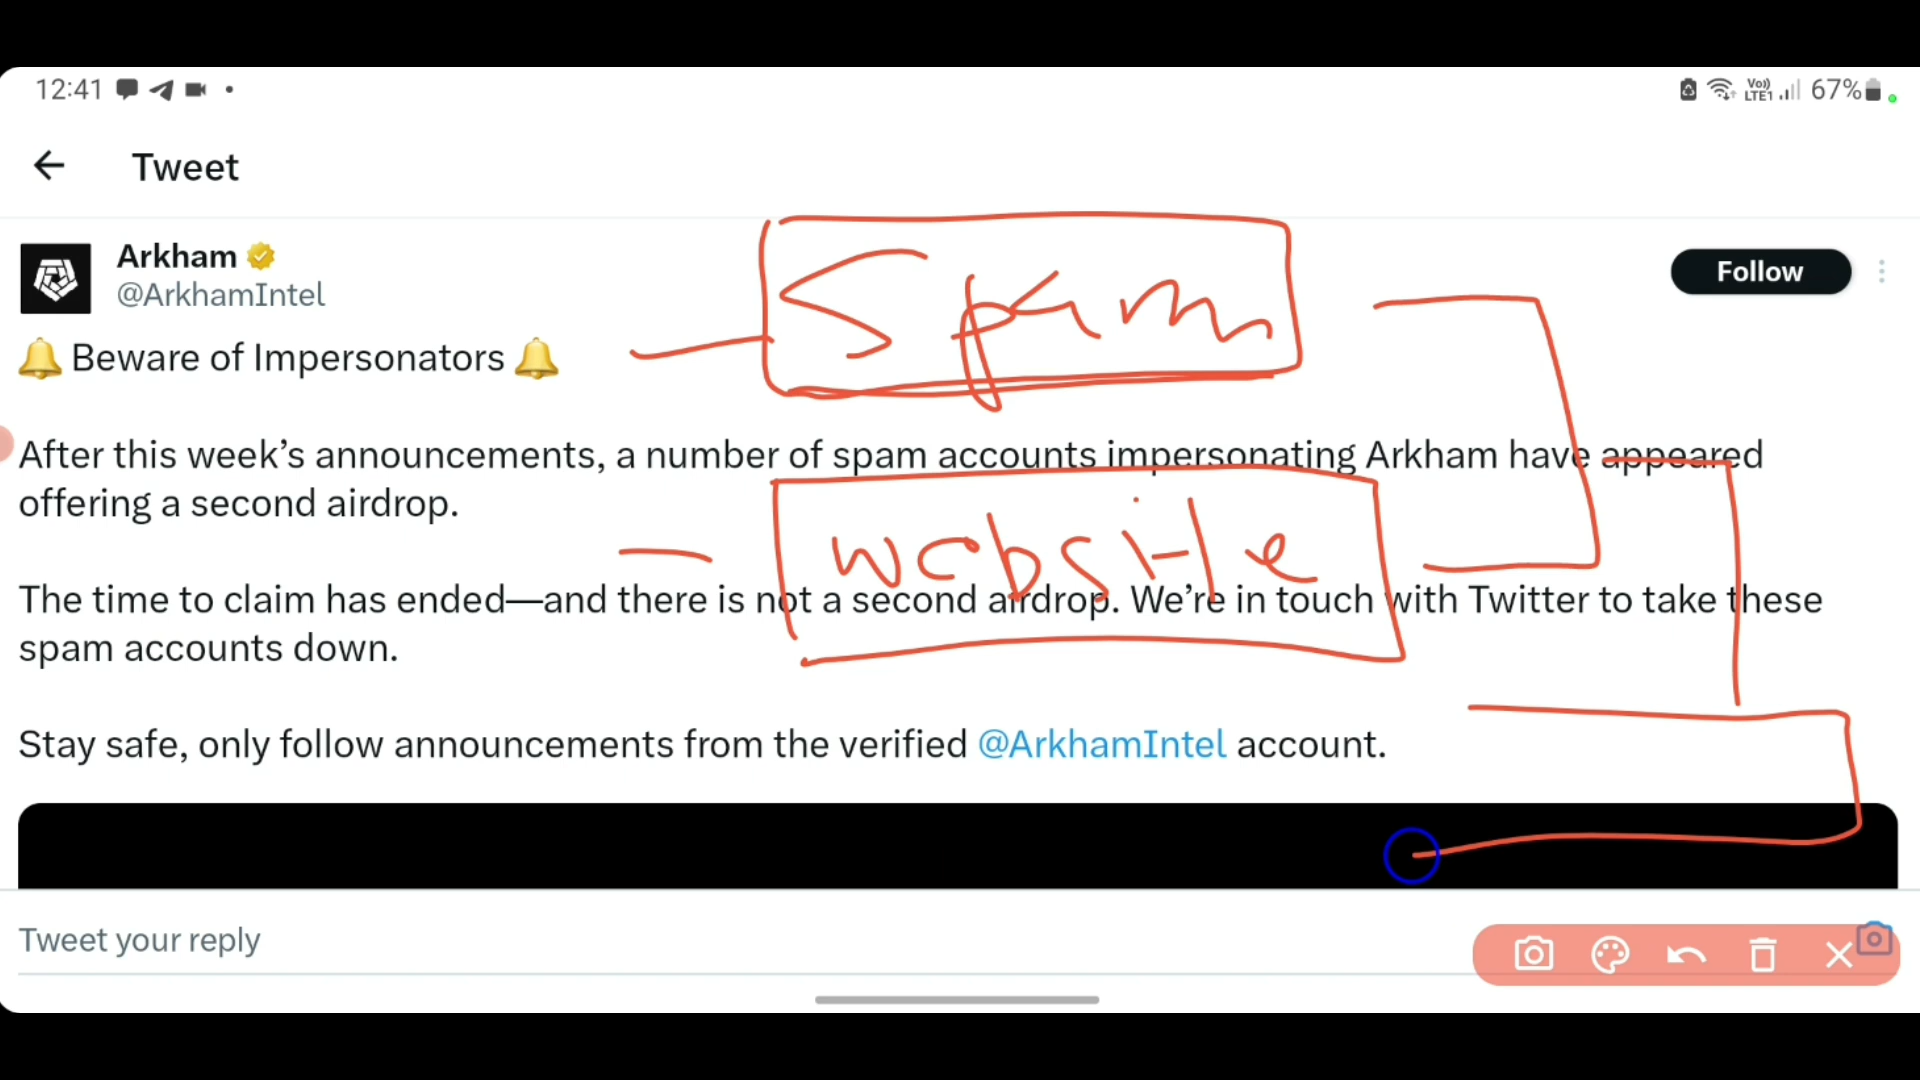 12:41
Vo))
LTE1
67%
Tweet
Arkham
@ArkhamIntel
Follow
Spam
🔔 Beware of Impersonators 🔔
After this week’s announcements, a number of spam accounts impersonating Arkham have appeared
offering a second airdrop.
website
The time to claim has ended—and there is not a second airdrop. We’re in touch with Twitter to take these
spam accounts down.
Stay safe, only follow announcements from the verified @ArkhamIntel account.
Tweet your reply